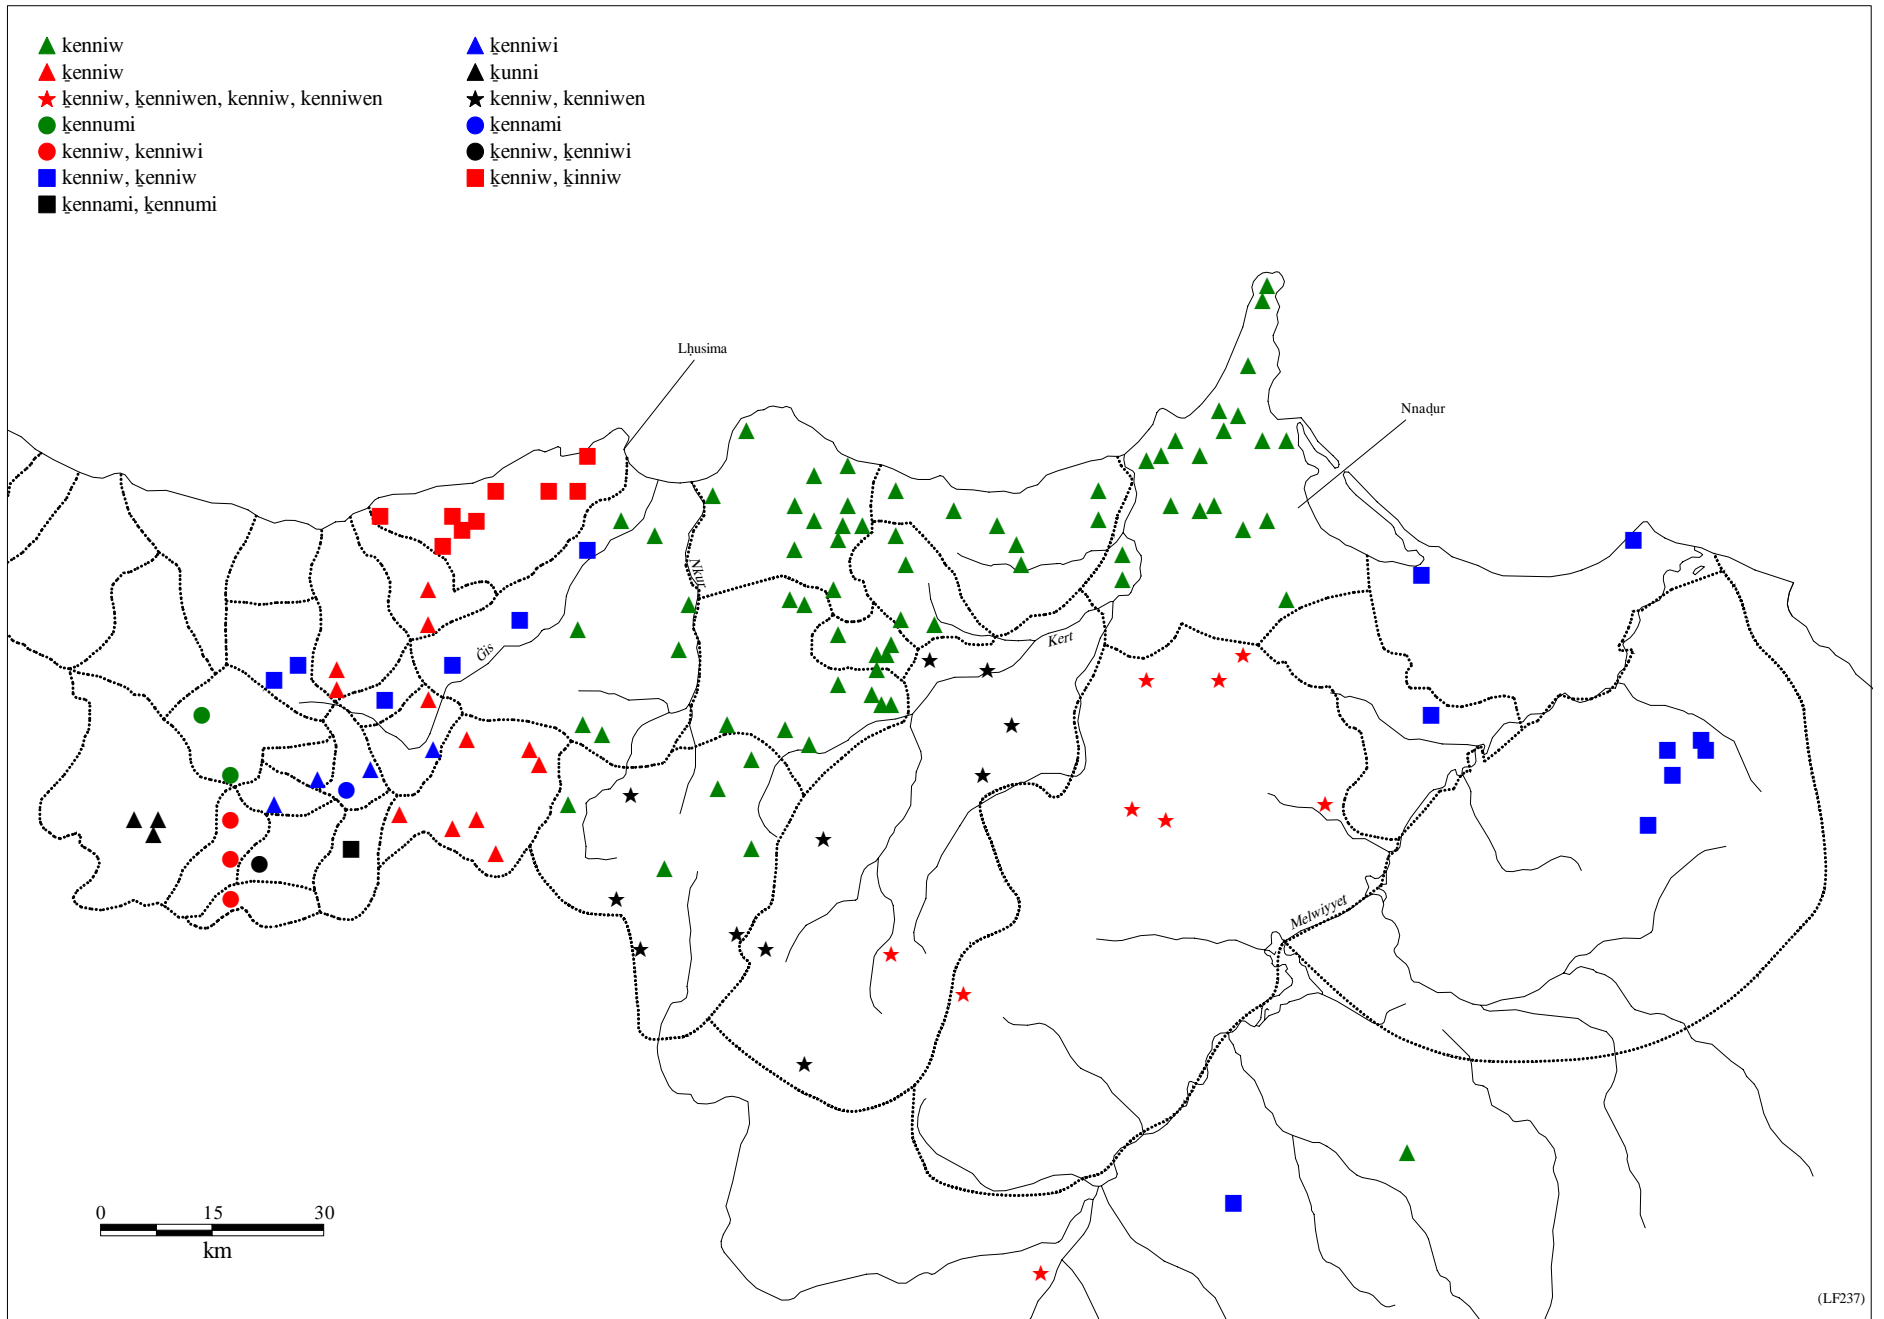 kenniw
ḵenniw
ḵenniw, ḵenniwen, kenniw, kenniwen
ḵennumi
kenniw, kenniwi
kenniw, ḵenniw
ḵennami, ḵennumi
ḵenniwi
ḵunni
kenniw, kenniwen
ḵennami
ḵenniw, ḵenniwi
ḵenniw, ḵinniw
Lḥusima
Nnaḍur
Nkur
Ġis
Kert
Melwiyyet
0 15 30
km
(LF237)